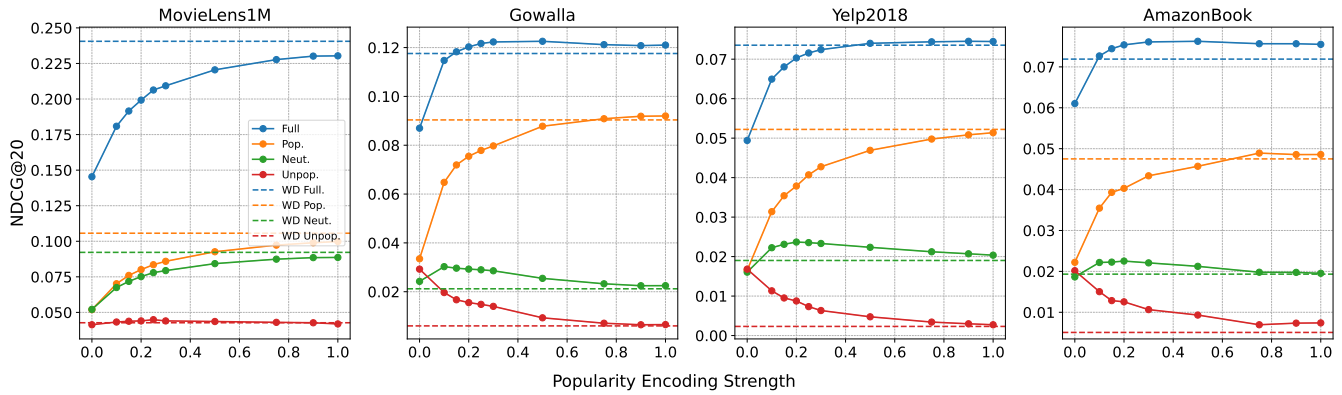 MovieLens1M
Gowalla
Yelp2018
AmazonBook
NDCG@20
0.250
0.225
0.200
0.175
0.150
0.125
0.100
0.075
0.050
0.0 0.2 0.4 0.6 0.8 1.0
Full
Pop.
Neut.
Unpop.
WD Full.
WD Pop.
WD Neut.
WD Unpop.
0.12
0.10
0.08
0.06
0.04
0.02
0.0 0.2 0.4 0.6 0.8 1.0
0.07
0.06
0.05
0.04
0.03
0.02
0.01
0.00
0.0 0.2 0.4 0.6 0.8 1.0
0.07
0.06
0.05
0.04
0.03
0.02
0.01
0.0 0.2 0.4 0.6 0.8 1.0
Popularity Encoding Strength